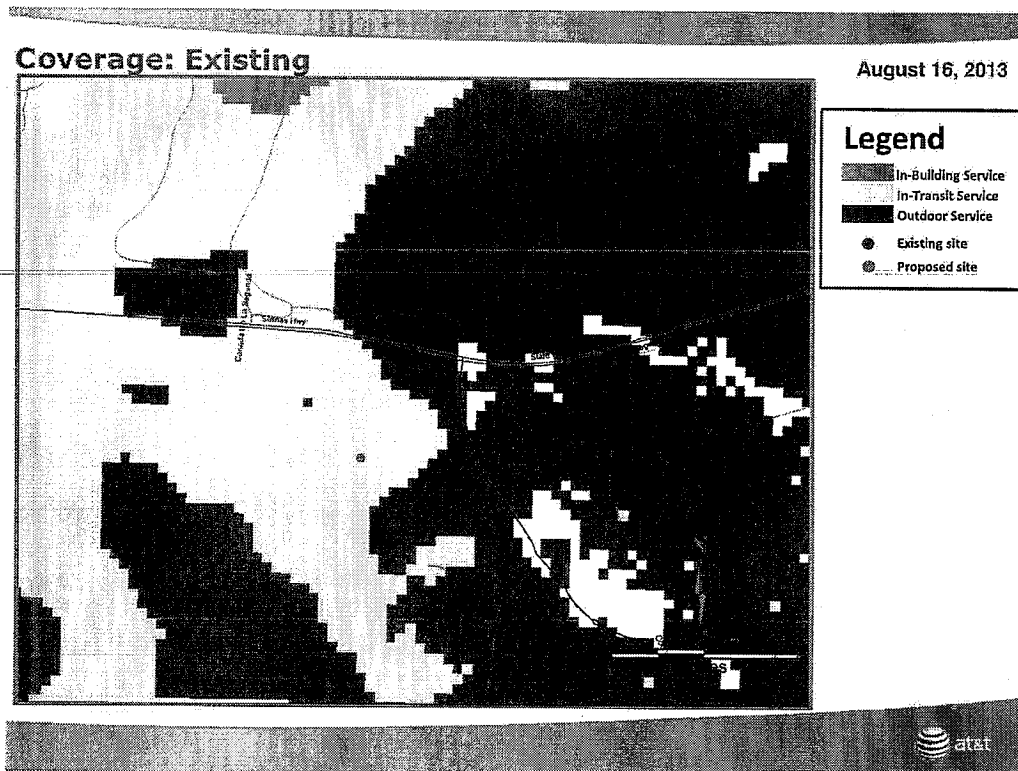 Coverage: Existing
August 16, 2013
Legend
In-Building Service
In-Transit Service
Outdoor Service
Existing site
Proposed site
Salinas Hwy
at&t